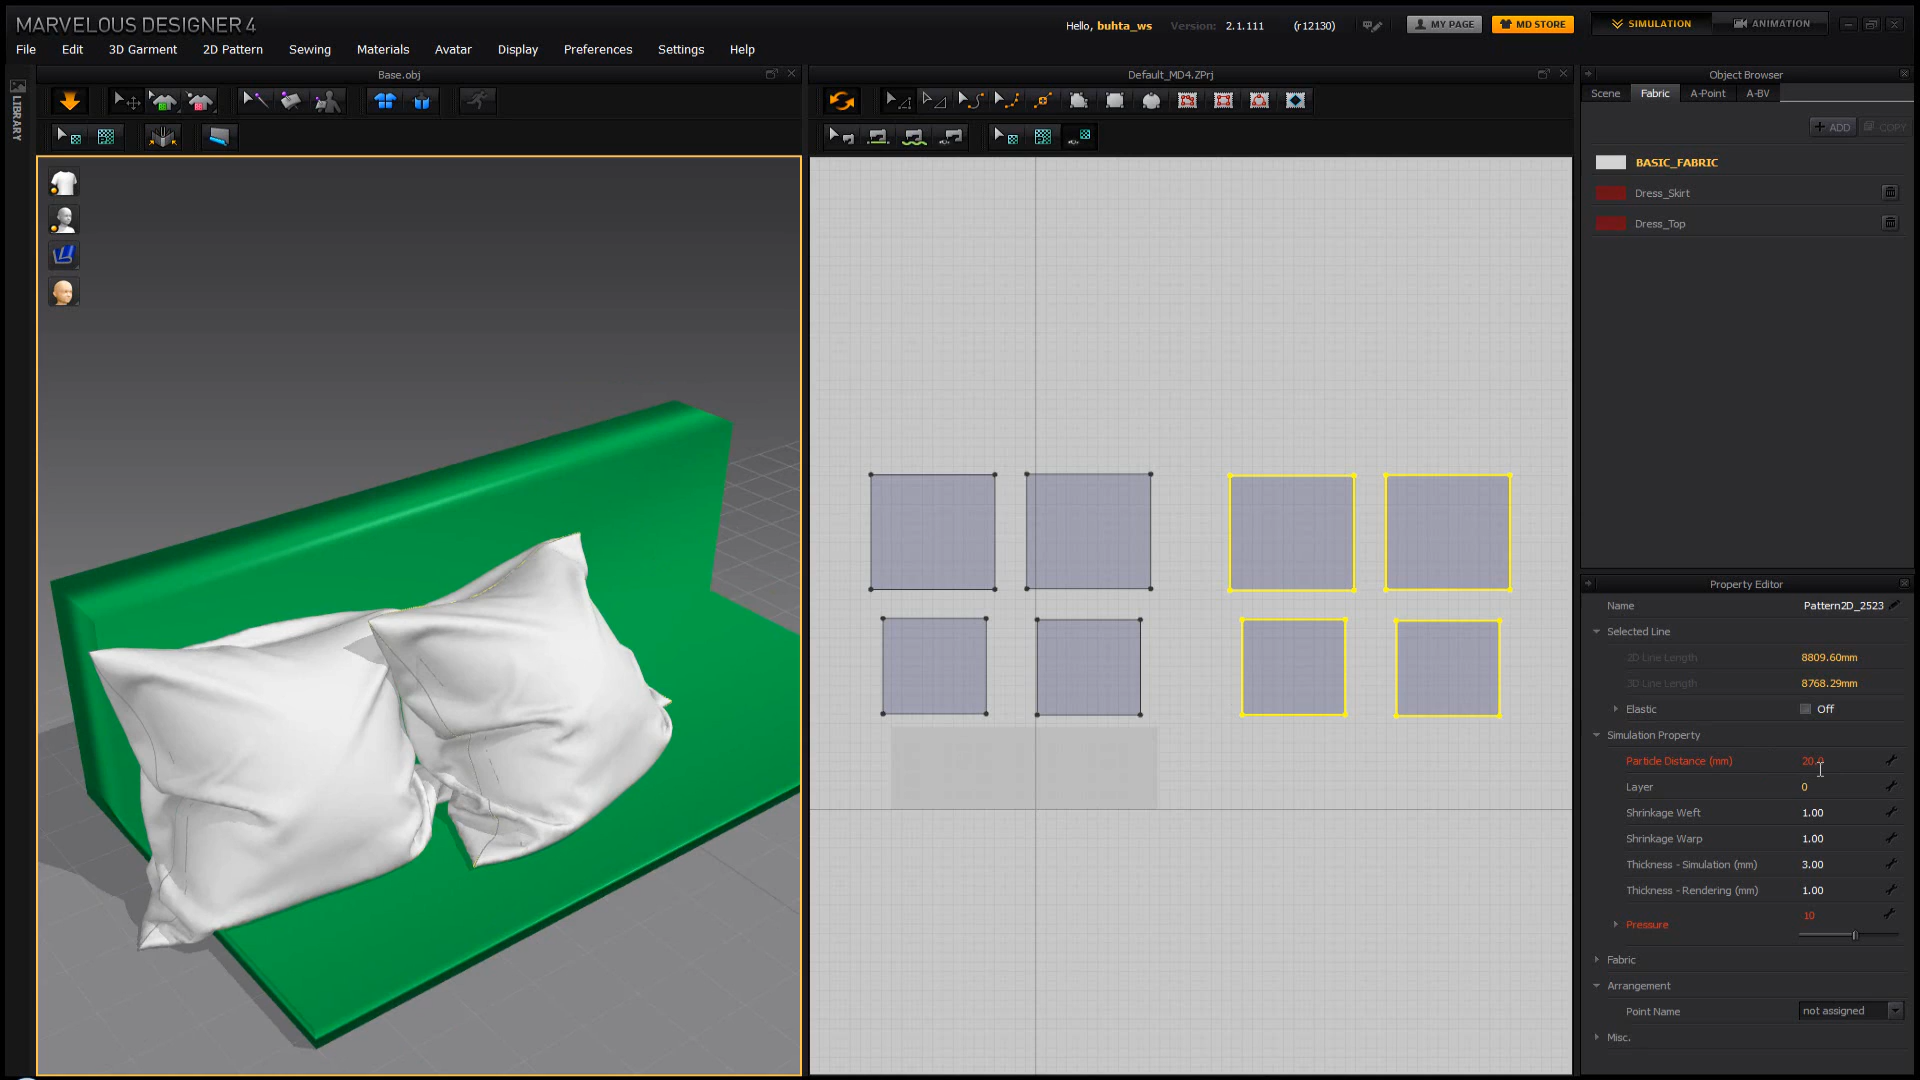 MARVELOUS DESIGNER 4
Hello, buhta_ws Version: 2.1.111 (r12130) MY PAGE MD STORE SIMULATION ANIMATION
File Edit 3D Garment 2D Pattern Sewing Materials Avatar Display Preferences Settings Help
Base.obj Default_MD4.ZPrj Object Browser
LIBRARY
Scene Fabric A-Point A-BV
+ ADD COPY
BASIC_FABRIC
Dress_Skirt
Dress_Top
Property Editor
Name Pattern2D_2523
Selected Line
2D Line Length 8809.60mm
3D Line Length 8768.29mm
Elastic Off
Simulation Property
Particle Distance (mm) 20.0
Layer 0
Shrinkage Weft 1.00
Shrinkage Warp 1.00
Thickness - Simulation (mm) 3.00
Thickness - Rendering (mm) 1.00
Pressure 10
Fabric
Arrangement
Point Name not assigned
Misc.